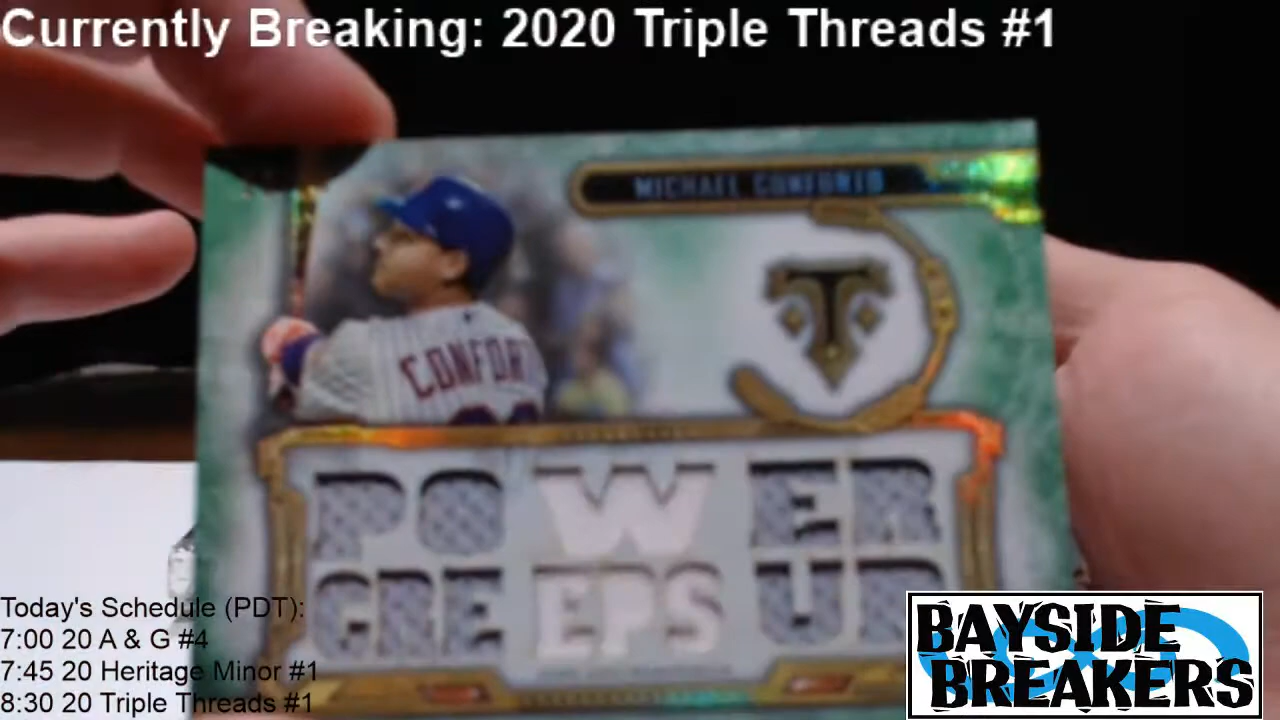 Currently Breaking: 2020 Triple Threads #1
MICHAEL CONFORTO
T
CONFORT
POWER
CREEPS UP
Today's Schedule (PDT):
7:00 20 A & G #4
7:45 20 Heritage Minor #1
8:30 20 Triple Threads #1
BAYSIDE
BREAKERS